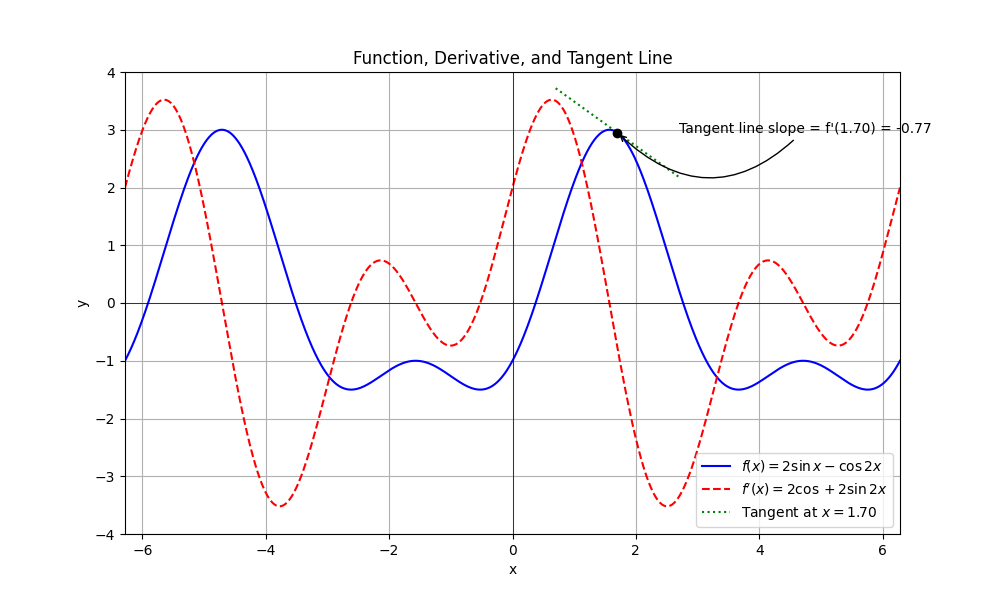 Function, Derivative, and Tangent Line
4
3
2
1
0
−1
−2
−3
−4
y
Tangent line slope = f'(1.70) = -0.77
f(x) = 2sin x − cos 2x
f′(x) = 2cos + 2sin 2x
Tangent at x = 1.70
−6 −4 −2 0 2 4 6
x